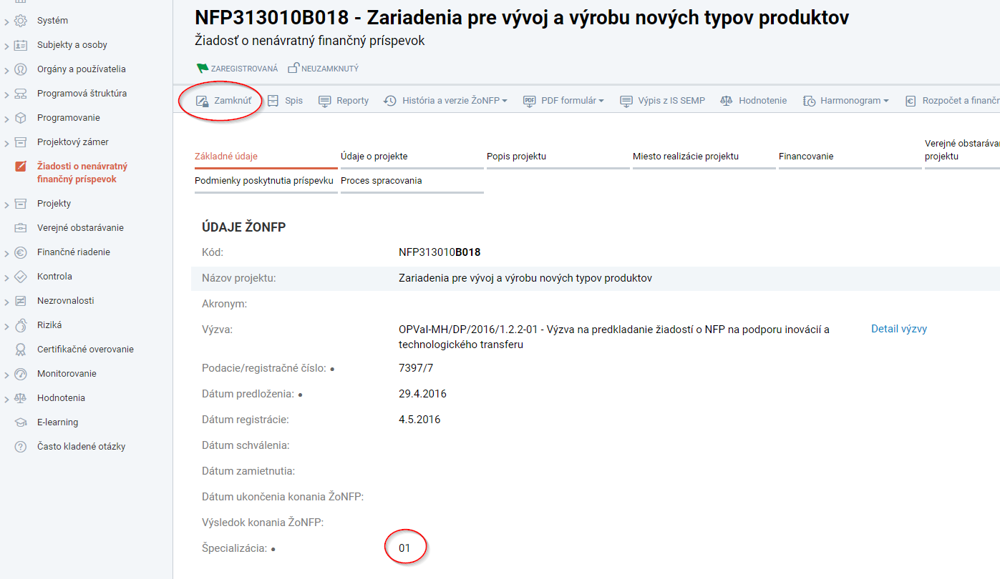 Systém
Subjekty a osoby
Orgány a používatelia
Programová štruktúra
Programovanie
Projektový zámer
Žiadosti o nenávratný
finančný príspevok
Projekty
Verejné obstarávanie
Finančné riadenie
Kontrola
Nezrovnalosti
Riziká
Certifikačné overovanie
Monitorovanie
Hodnotenia
E-learning
Často kladené otázky
NFP313010B018 - Zariadenia pre vývoj a výrobu nových typov produktov
Žiadosť o nenávratný finančný príspevok
ZAREGISTROVANÁ NEUZAMKNUTÝ
Zamknúť Spis Reporty História a verzie ŽoNFP PDF formulár Výpis z IS SEMP Hodnotenie Harmonogram Rozpočet a finančn
Základné údaje Údaje o projekte Popis projektu Miesto realizácie projektu Financovanie Verejné obstaráva
projektu
Podmienky poskytnutia príspevku Proces spracovania
ÚDAJE ŽONFP
Kód: NFP313010B018
Názov projektu: Zariadenia pre vývoj a výrobu nových typov produktov
Akronym:
Výzva: OPVaI-MH/DP/2016/1.2.2-01 - Výzva na predkladanie žiadostí o NFP na podporu inovácií a Detail výzvy
technologického transferu
Podacie/registračné číslo: • 7397/7
Dátum predloženia: • 29.4.2016
Dátum registrácie: 4.5.2016
Dátum schválenia:
Dátum zamietnutia:
Dátum ukončenia konania ŽoNFP:
Výsledok konania ŽoNFP:
Špecializácia: • 01